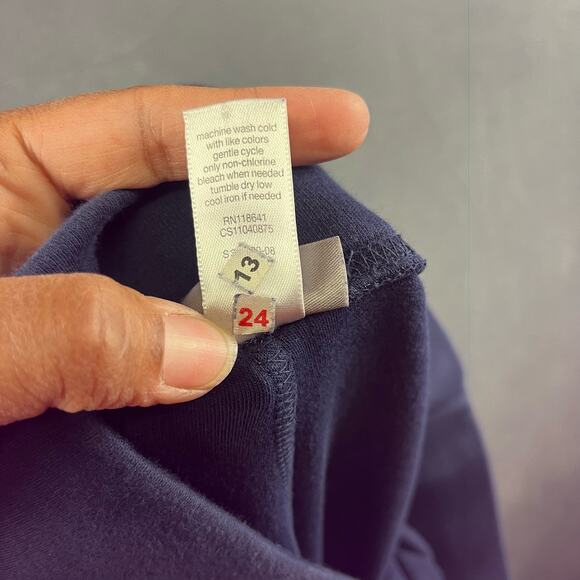 machine wash cold
with like colors
gentle cycle
only non-chlorine
bleach when needed
tumble dry low
cool iron if needed
RN118641
CS11040875
13
24